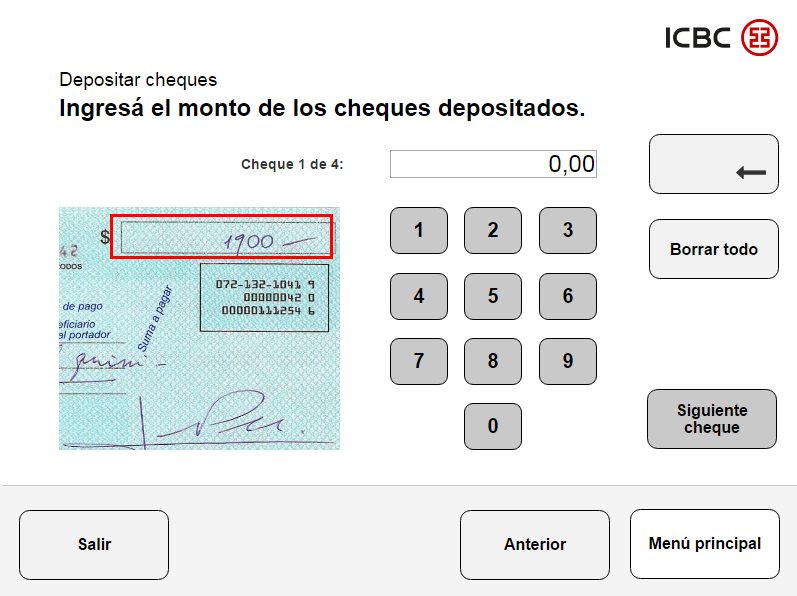 ICBC
Depositar cheques
Ingresá el monto de los cheques depositados.
Cheque 1 de 4:
0,00
←
Borrar todo
$ 1900 —
42
ODOS
072-132-1041 9
00000042 0
00000111254 6
de pago
eficiario
al portador
Suma a pagar
1 2 3
4 5 6
7 8 9
0
Siguiente
cheque
Salir
Anterior
Menú principal